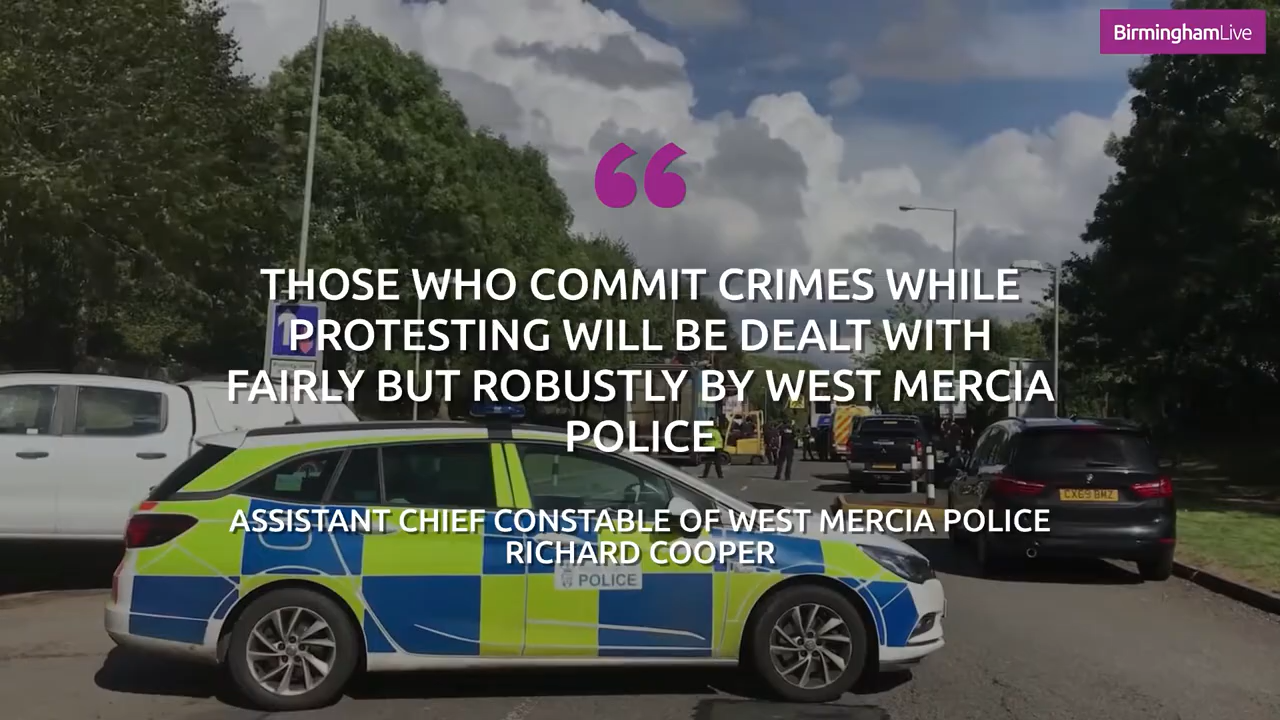 BirminghamLive
THOSE WHO COMMIT CRIMES WHILE
PROTESTING WILL BE DEALT WITH
FAIRLY BUT ROBUSTLY BY WEST MERCIA
POLICE
ASSISTANT CHIEF CONSTABLE OF WEST MERCIA POLICE
RICHARD COOPER
CX69 BMZ
POLICE